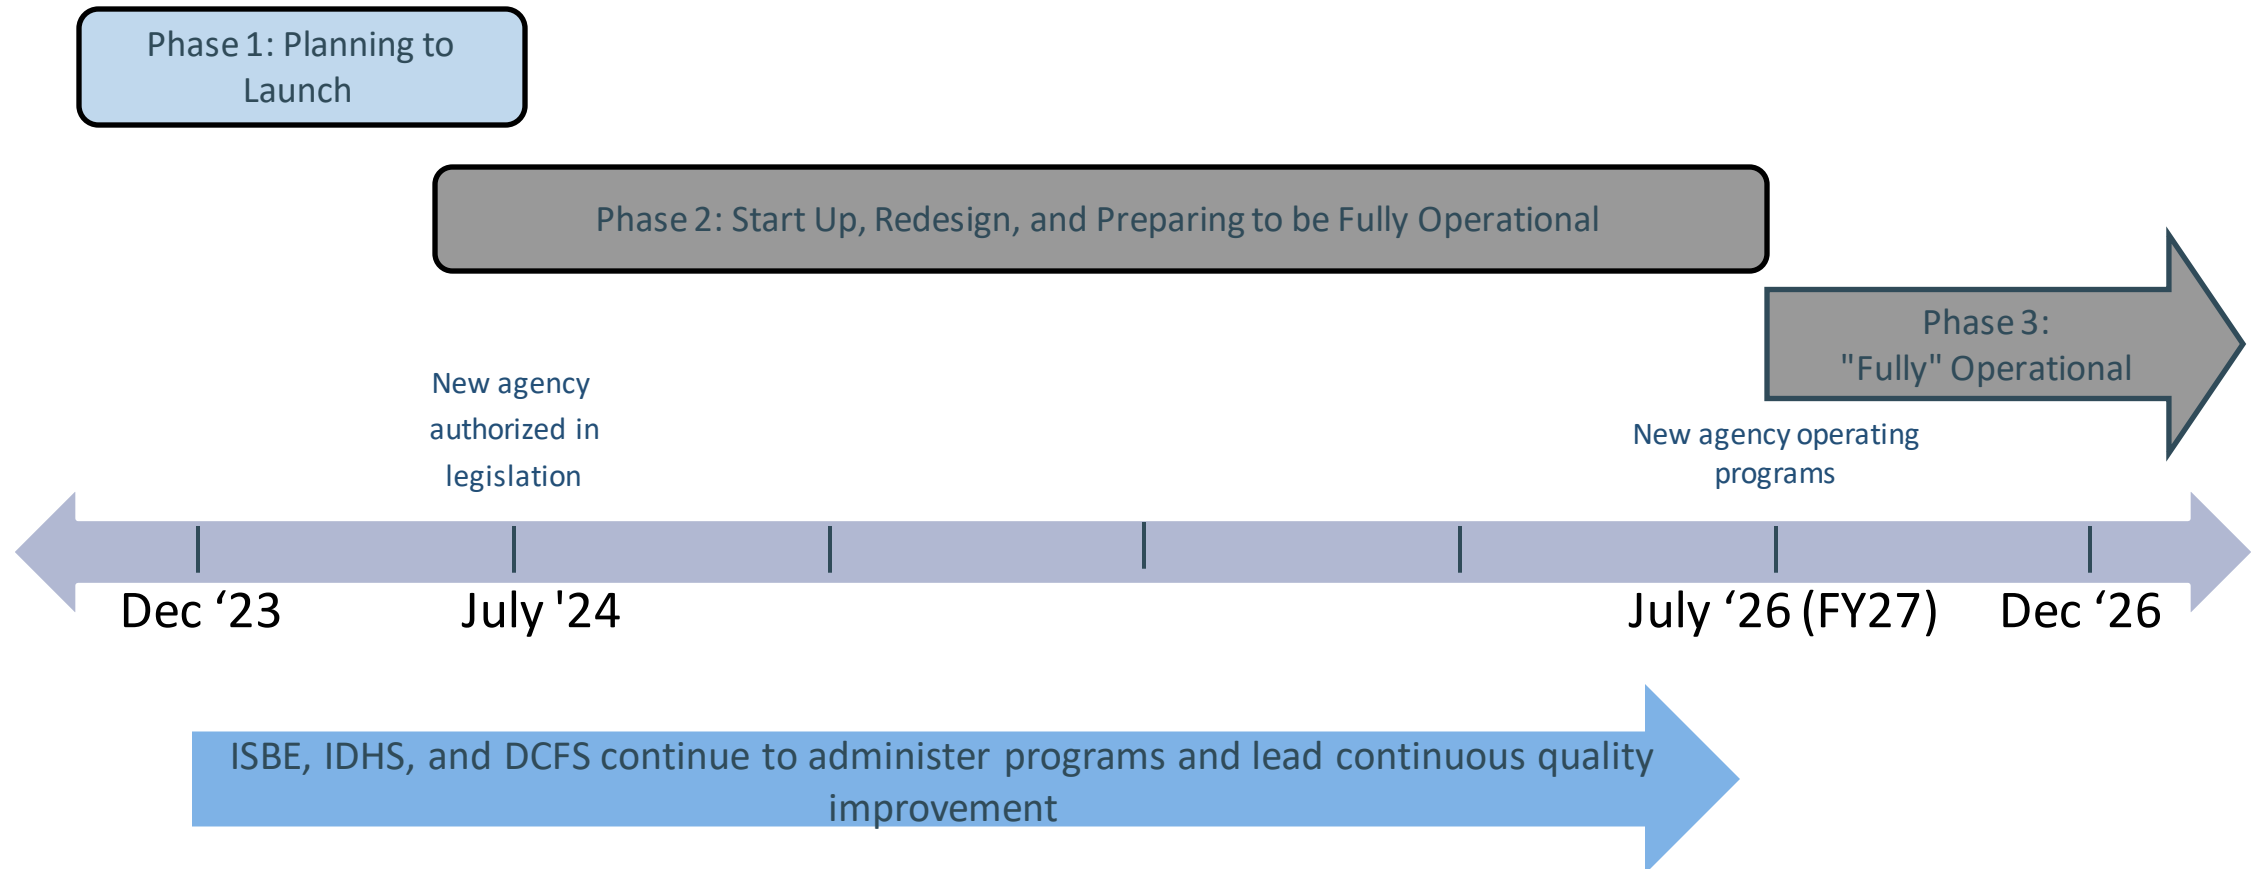 Phase 1: Planning to
Launch
Phase 2: Start Up, Redesign, and Preparing to be Fully Operational
Phase 3:
"Fully" Operational
New agency
authorized in
legislation
New agency operating
programs
Dec ‘23
July '24
July ‘26 (FY27)
Dec ‘26
ISBE, IDHS, and DCFS continue to administer programs and lead continuous quality
improvement